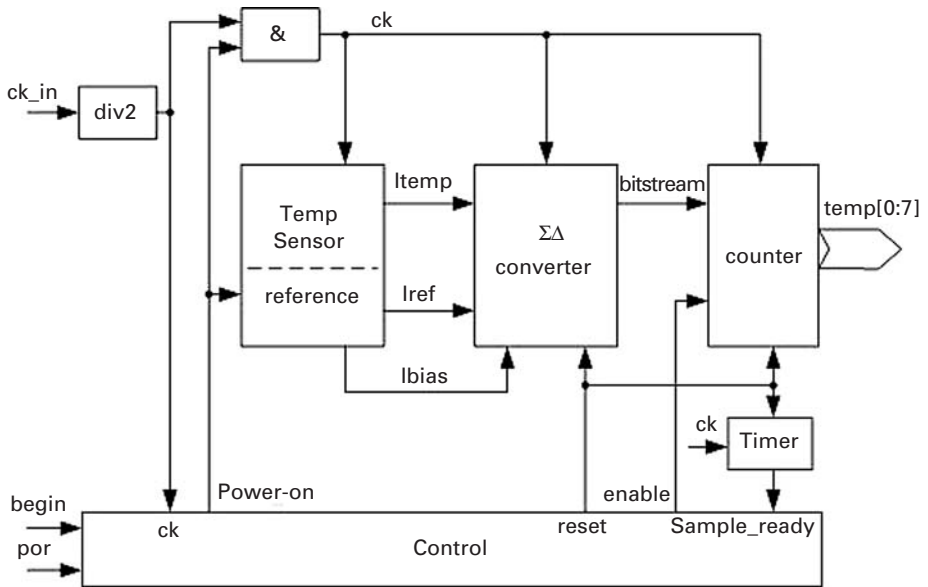 &
ck
ck_in
div2
Itemp
bitstream
temp[0:7]
Temp
Sensor
ΣΔ
converter
counter
reference
Iref
Ibias
ck
Timer
Power-on
enable
begin
ck
reset
Sample_ready
por
Control